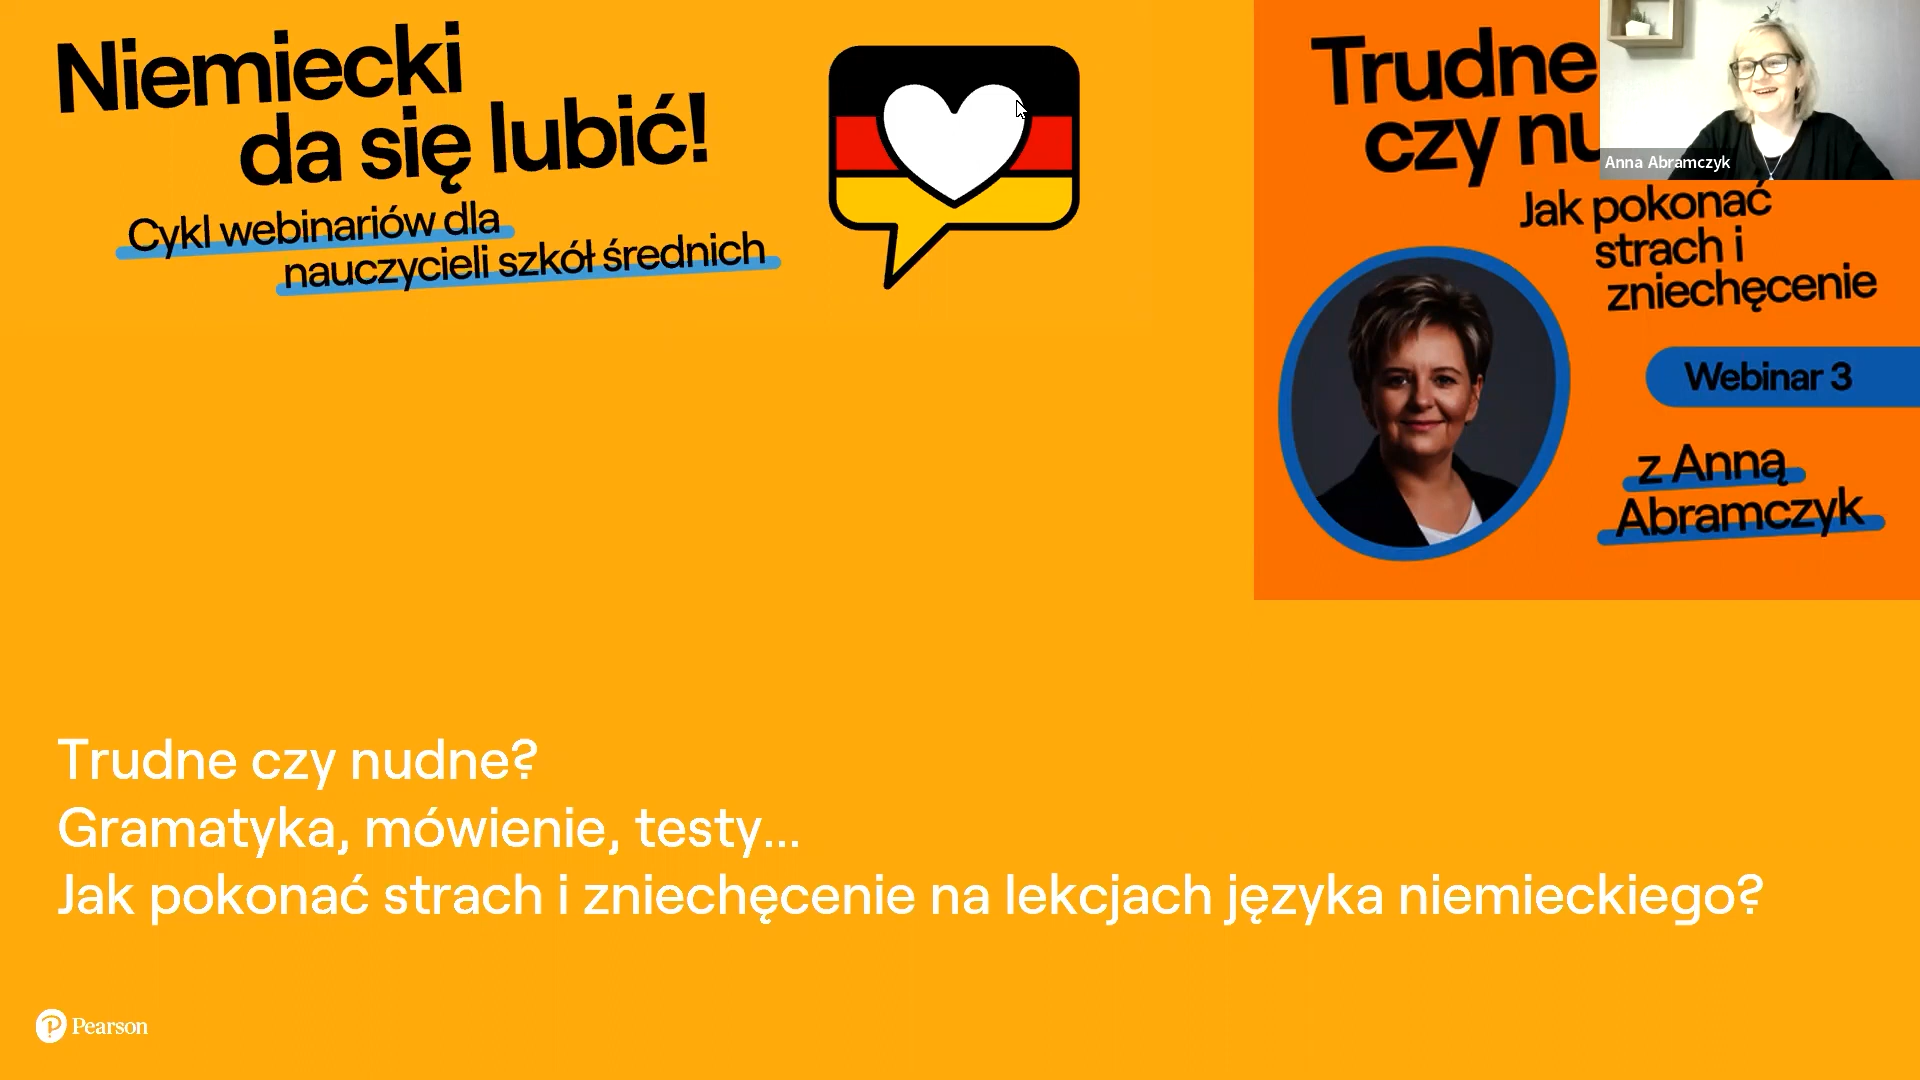 Niemiecki
da się lubić!
Cykl webinariów dla
nauczycieli szkół średnich
Trudne
czy
Anna Abramczyk
Jak pokonać
strach i
zniechęcenie
Webinar 3
z Anną
Abramczyk
Trudne czy nudne?
Gramatyka, mówienie, testy...
Jak pokonać strach i zniechęcenie na lekcjach języka niemieckiego?
Pearson